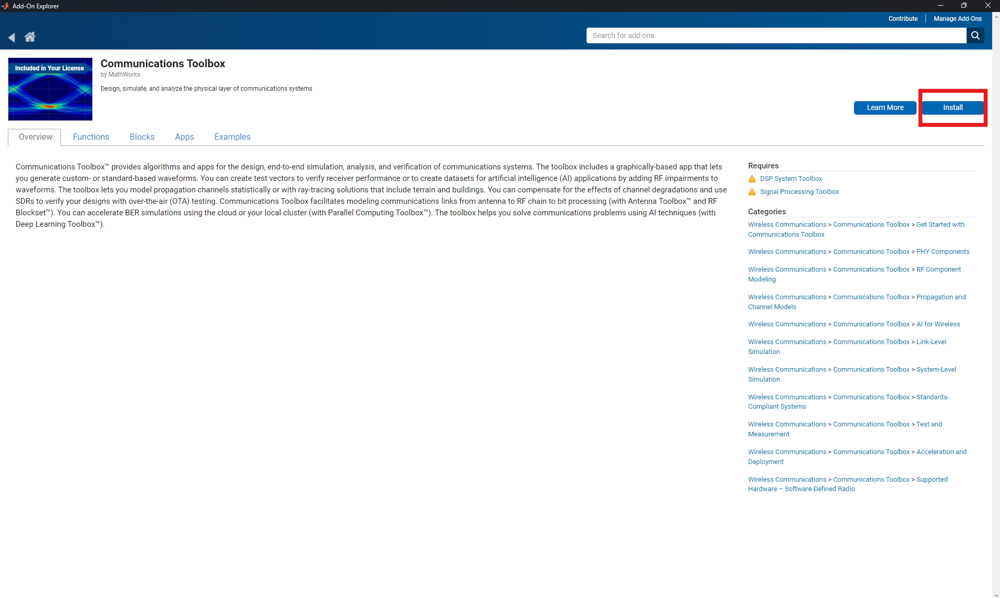 Add-On Explorer
Contribute
Manage Add-Ons
Search for add-ons
Included in Your License
Communications Toolbox
by MathWorks
Design, simulate, and analyze the physical layer of communications systems
Learn More
Install
Overview
Functions
Blocks
Apps
Examples
Communications Toolbox™ provides algorithms and apps for the design, end-to-end simulation, analysis, and verification of communications systems. The toolbox includes a graphically-based app that lets
you generate custom- or standard-based waveforms. You can create test vectors to verify receiver performance or to create datasets for artificial intelligence (AI) applications by adding RF impairments to
waveforms. The toolbox lets you model propagation channels statistically or with ray-tracing solutions that include terrain and buildings. You can compensate for the effects of channel degradations and use
SDRs to verify your designs with over-the-air (OTA) testing. Communications Toolbox facilitates modeling communications links from antenna to RF chain to bit processing (with Antenna Toolbox™ and RF
Blockset™). You can accelerate BER simulations using the cloud or your local cluster (with Parallel Computing Toolbox™). The toolbox helps you solve communications problems using AI techniques (with
Deep Learning Toolbox™).
Requires
DSP System Toolbox
Signal Processing Toolbox
Categories
Wireless Communications > Communications Toolbox > Get Started with
Communications Toolbox
Wireless Communications > Communications Toolbox > PHY Components
Wireless Communications > Communications Toolbox > RF Component
Modeling
Wireless Communications > Communications Toolbox > Propagation and
Channel Models
Wireless Communications > Communications Toolbox > AI for Wireless
Wireless Communications > Communications Toolbox > Link-Level
Simulation
Wireless Communications > Communications Toolbox > System-Level
Simulation
Wireless Communications > Communications Toolbox > Standards-
Compliant Systems
Wireless Communications > Communications Toolbox > Test and
Measurement
Wireless Communications > Communications Toolbox > Acceleration and
Deployment
Wireless Communications > Communications Toolbox > Supported
Hardware – Software-Defined Radio